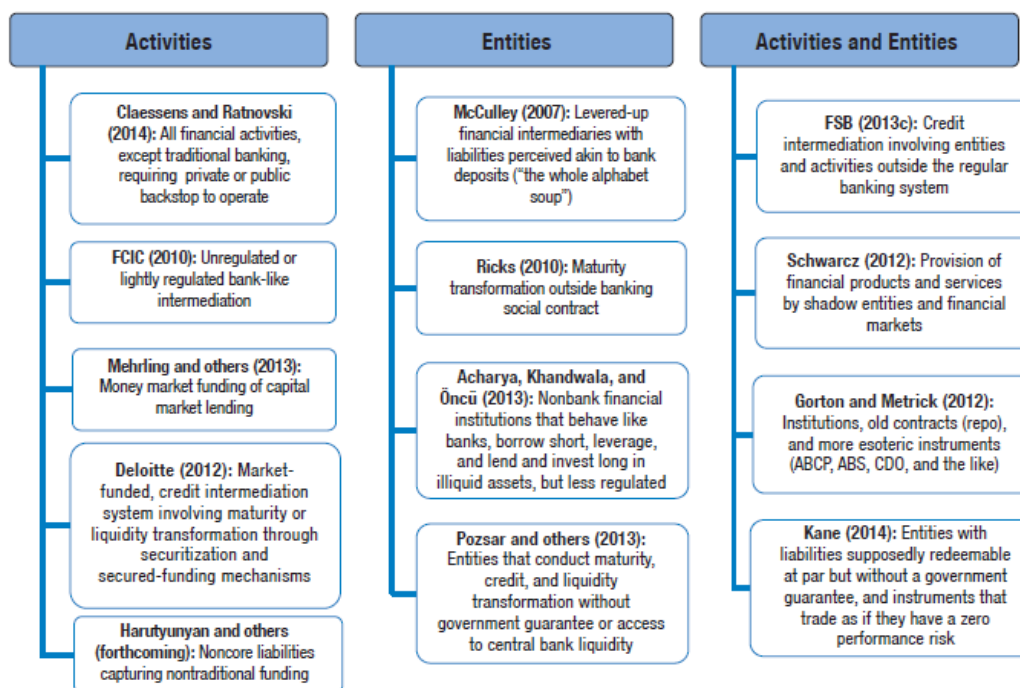 Activities
Claessens and Ratnovski
(2014): All financial activities,
except traditional banking,
requiring private or public
backstop to operate
FCIC (2010): Unregulated or
lightly regulated bank-like
intermediation
Mehrling and others (2013):
Money market funding of capital
market lending
Deloitte (2012): Market-
funded, credit intermediation
system involving maturity or
liquidity transformation through
securitization and
secured-funding mechanisms
Harutyunyan and others
(forthcoming): Noncore liabilities
capturing nontraditional funding
Entities
McCulley (2007): Levered-up
financial intermediaries with
liabilities perceived akin to bank
deposits (“the whole alphabet
soup”)
Ricks (2010): Maturity
transformation outside banking
social contract
Acharya, Khandwala, and
Öncü (2013): Nonbank financial
institutions that behave like
banks, borrow short, leverage,
and lend and invest long in
illiquid assets, but less regulated
Pozsar and others (2013):
Entities that conduct maturity,
credit, and liquidity
transformation without
government guarantee or access
to central bank liquidity
Activities and Entities
FSB (2013c): Credit
intermediation involving entities
and activities outside the regular
banking system
Schwarcz (2012): Provision of
financial products and services
by shadow entities and financial
markets
Gorton and Metrick (2012):
Institutions, old contracts (repo),
and more esoteric instruments
(ABCP, ABS, CDO, and the like)
Kane (2014): Entities with
liabilities supposedly redeemable
at par but without a government
guarantee, and instruments that
trade as if they have a zero
performance risk